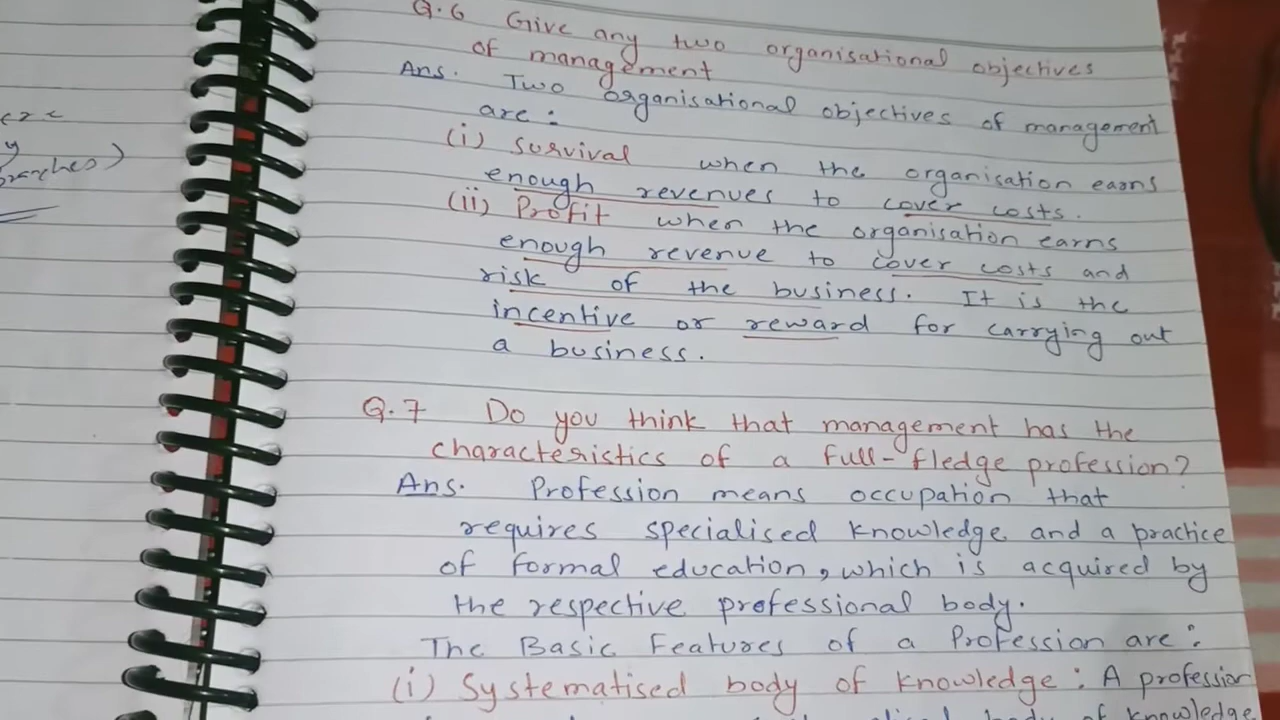 Q.6 Give any two organisational objectives
of management
Ans. Two organisational objectives of management
are :
(i) Survival when the organisation earns
enough revenues to cover costs.
(ii) Profit when the organisation earns
enough revenue to cover costs and
risk of the business. It is the
incentive or reward for carrying out
a business.
Q.7 Do you think that management has the
characteristics of a full-fledge profession?
Ans. Profession means occupation that
requires specialised knowledge and a practice
of formal education, which is acquired by
the respective professional body.
The Basic Features of a Profession are :
(i) Systematised body of knowledge : A profession
body of knowledge